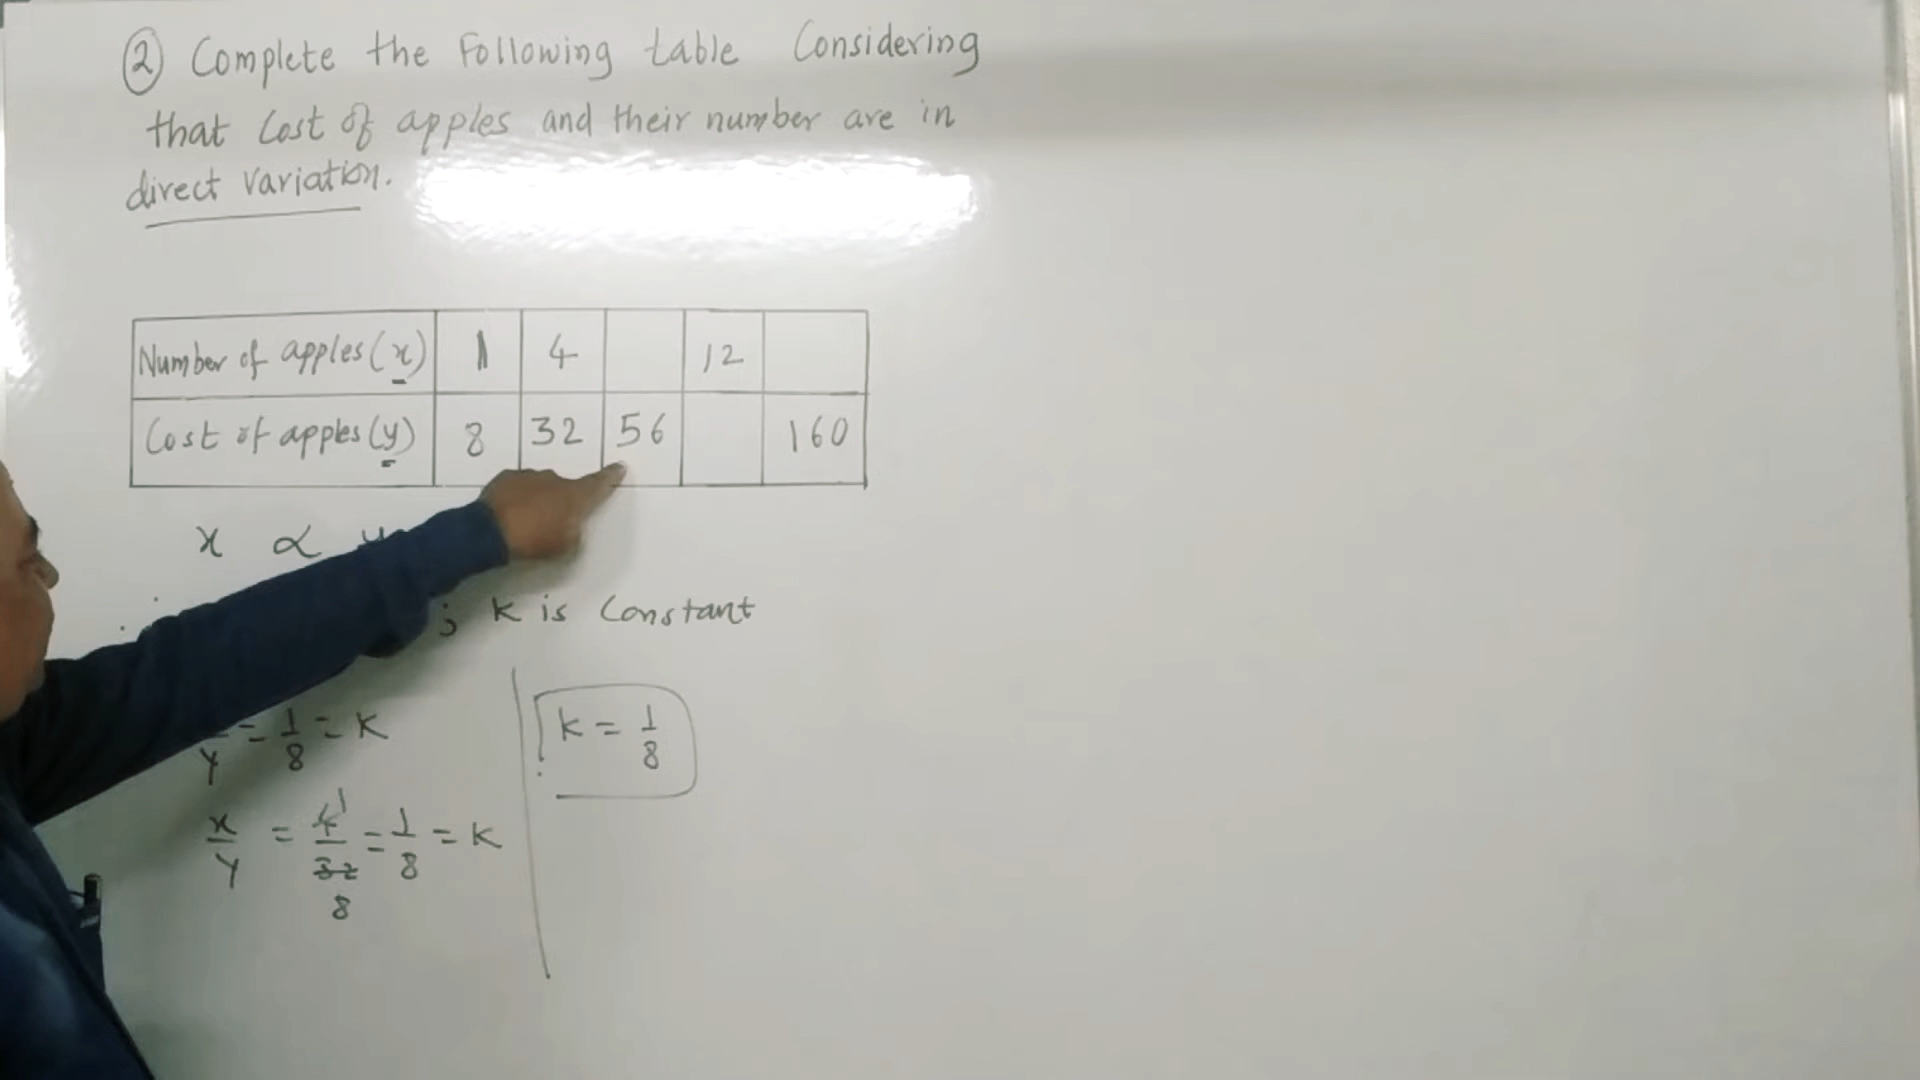 ② Complete the Following table Considering
that Cost of apples and their number are in
direct variation.
Number of apples (x) 1 4 12
Cost of apples (y) 8 32 56 160
x ∝ y
; K is Constant
y = 1/8 = K
x/y = 4/32 = 1/8 = K
1
8
K = 1/8